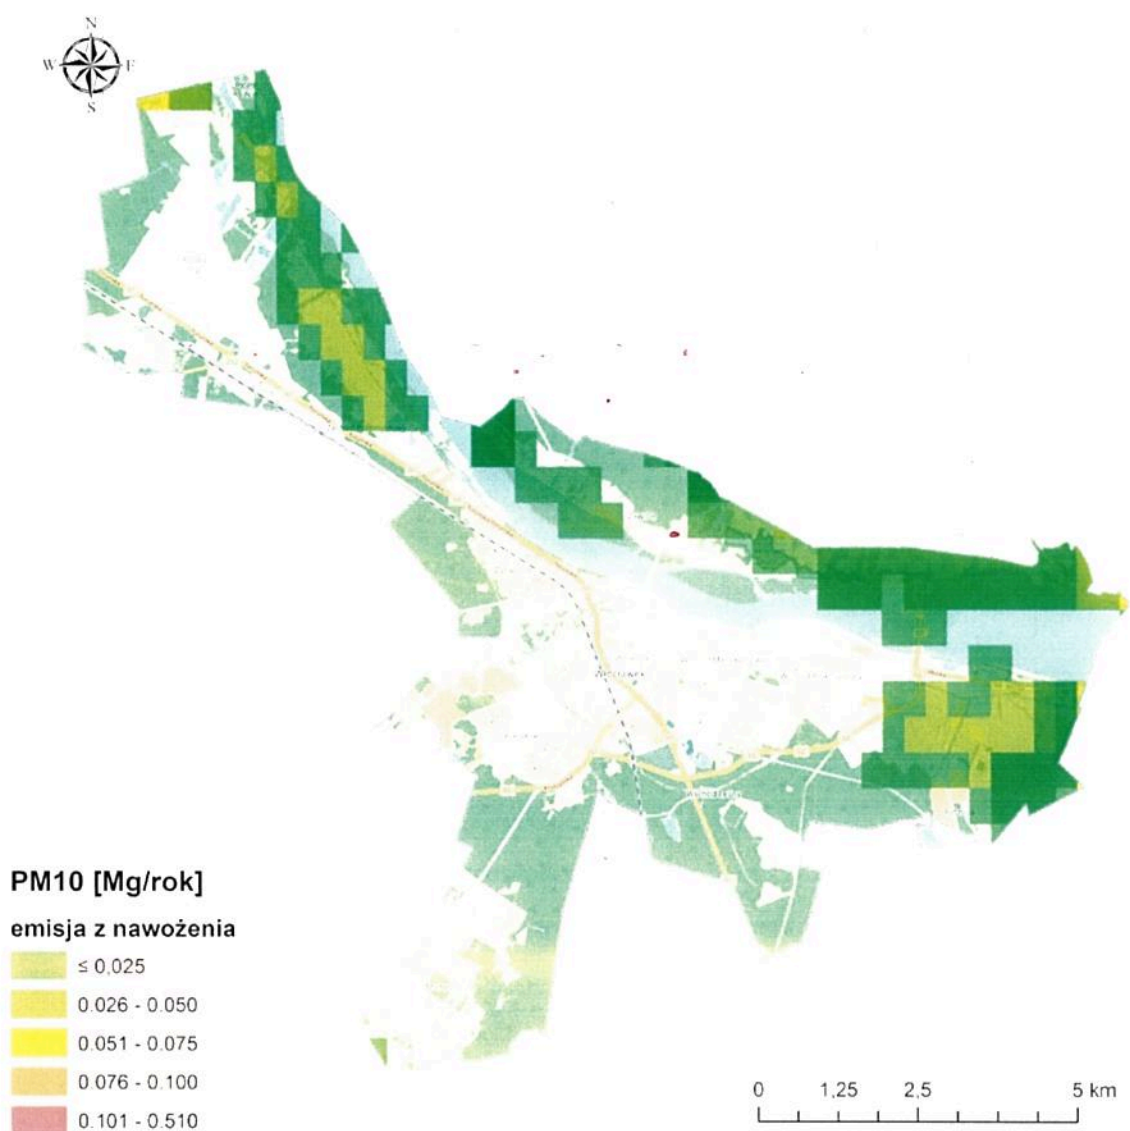 N
W E
S
Włocławek
PM10 [Mg/rok]
emisja z nawożenia
≤ 0,025
0.026 - 0.050
0.051 - 0.075
0.076 - 0.100
0.101 - 0.510
0 1,25 2,5 5 km